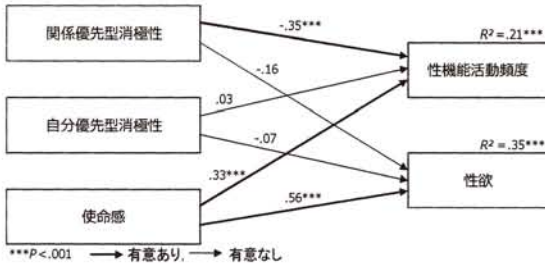 関係優先型消極性
-.35***
R²=.21***
性機能活動頻度
-.16
.03
自分優先型消極性
-.07
R²=.35***
.33***
性欲
.56***
使命感
***P<.001 有意あり, 有意なし